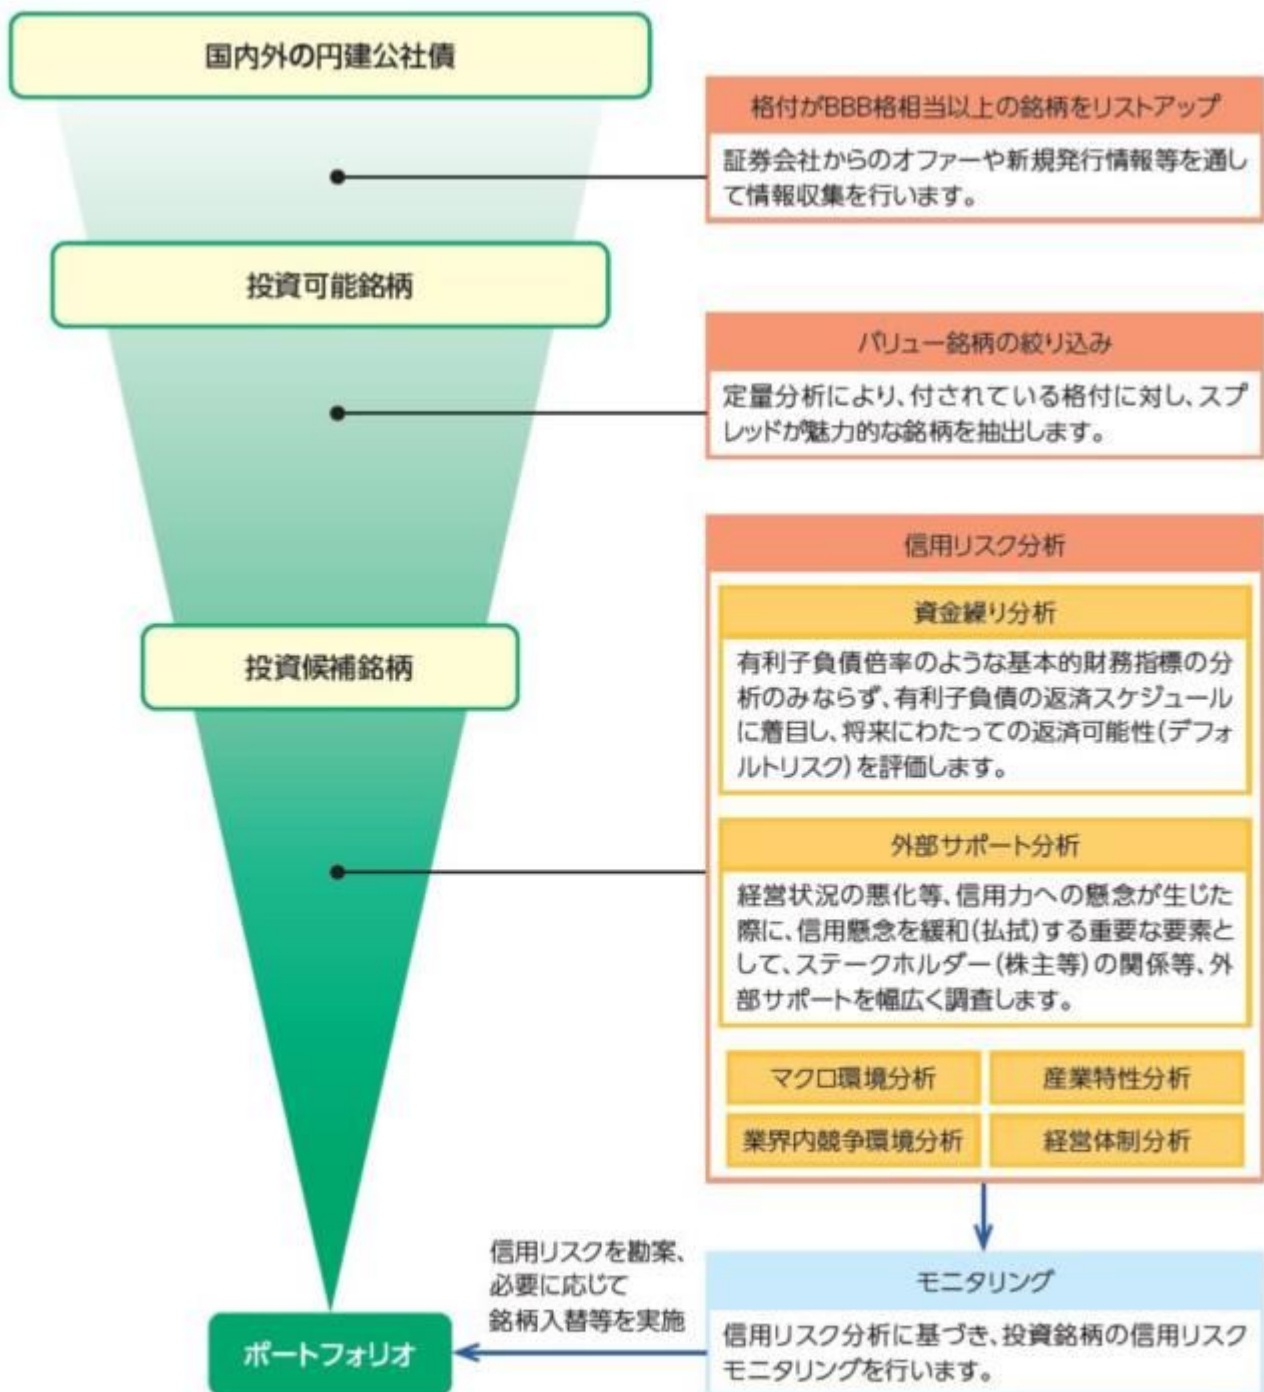 国内外の円建公社債
格付がBBB格相当以上の銘柄をリストアップ
証券会社からのオファーや新規発行情報等を通し
て情報収集を行います。
投資可能銘柄
バリュー銘柄の絞り込み
定量分析により、付されている格付に対し、スプ
レッドが魅力的な銘柄を抽出します。
信用リスク分析
資金繰り分析
有利子負債倍率のような基本的財務指標の分
析のみならず、有利子負債の返済スケジュール
に着目し、将来にわたっての返済可能性(デフォ
ルトリスク)を評価します。
投資候補銘柄
外部サポート分析
経営状況の悪化等、信用力への懸念が生じた
際に、信用懸念を緩和(払拭)する重要な要素と
して、ステークホルダー(株主等)の関係等、外
部サポートを幅広く調査します。
マクロ環境分析
産業特性分析
業界内競争環境分析
経営体制分析
モニタリング
信用リスク分析に基づき、投資銘柄の信用リスク
モニタリングを行います。
信用リスクを勘案、
必要に応じて
銘柄入替等を実施
ポートフォリオ